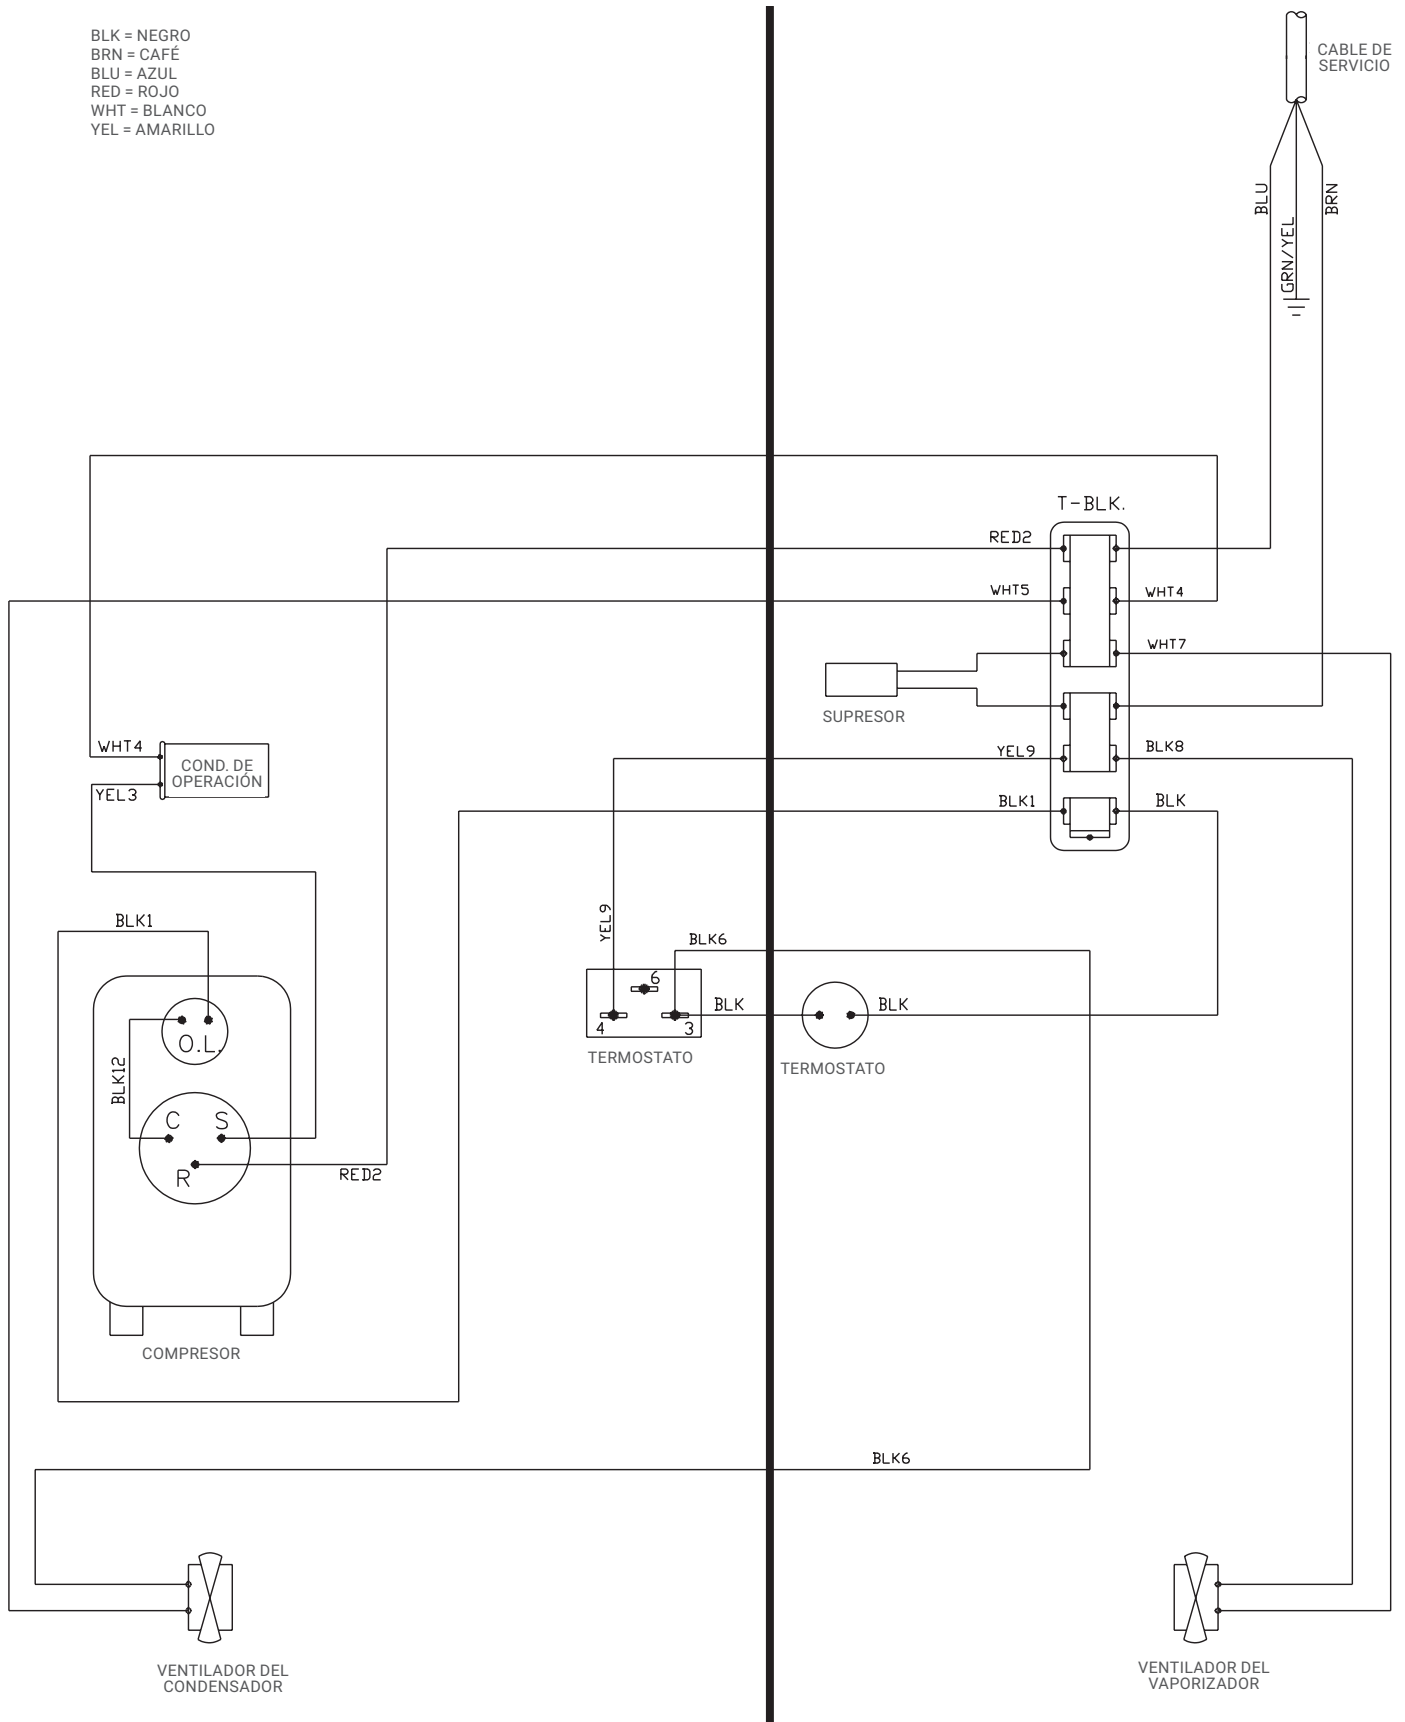 BLK = NEGRO
BRN = CAFÉ
BLU = AZUL
RED = ROJO
WHT = BLANCO
YEL = AMARILLO
CABLE DE
SERVICIO
BLU
GRN/YEL
BRN
T-BLK.
RED2
WHT5
WHT4
WHT7
SUPRESOR
YEL9
BLK8
BLK1
BLK
WHT4
COND. DE
OPERACIÓN
YEL3
BLK1
YEL9
BLK6
6
4
3
BLK
BLK
TERMOSTATO
TERMOSTATO
O.L.
BLK12
C
S
R
RED2
COMPRESOR
BLK6
VENTILADOR DEL
CONDENSADOR
VENTILADOR DEL
VAPORIZADOR